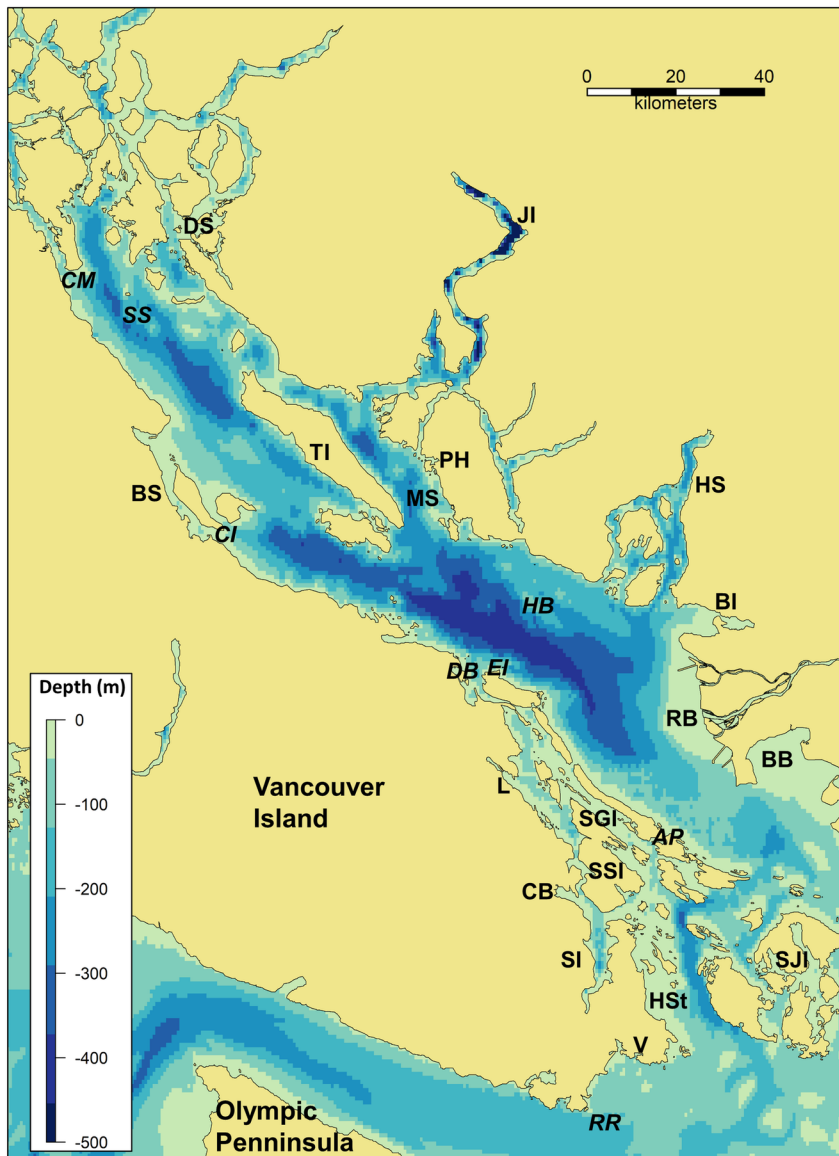 0 20 40
kilometers
JI
DS
CM
SS
TI
PH
HS
BS
MS
CI
BI
HB
DB EI
RB
BB
Depth (m)
0
-100
-200
-300
-400
-500
Vancouver
Island
L
SGI
AP
SSI
CB
SI
SJI
HSt
V
RR
Olympic
Penninsula